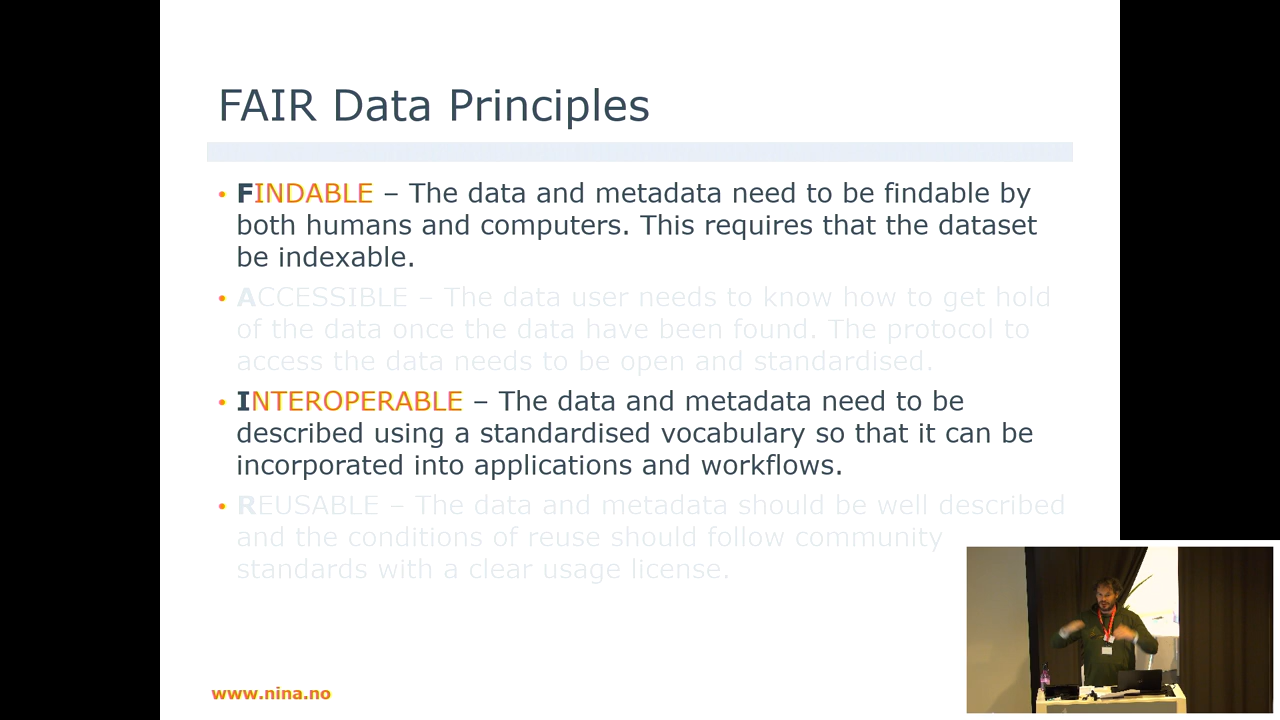 FAIR Data Principles
• FINDABLE – The data and metadata need to be findable by
both humans and computers. This requires that the dataset
be indexable.
• ACCESSIBLE – The data user needs to know how to get hold
of the data once the data have been found. The protocol to
access the data needs to be open and standardised.
• INTEROPERABLE – The data and metadata need to be
described using a standardised vocabulary so that it can be
incorporated into applications and workflows.
• REUSABLE – The data and metadata should be well described
and the conditions of reuse should follow community
standards with a clear usage license.
www.nina.no